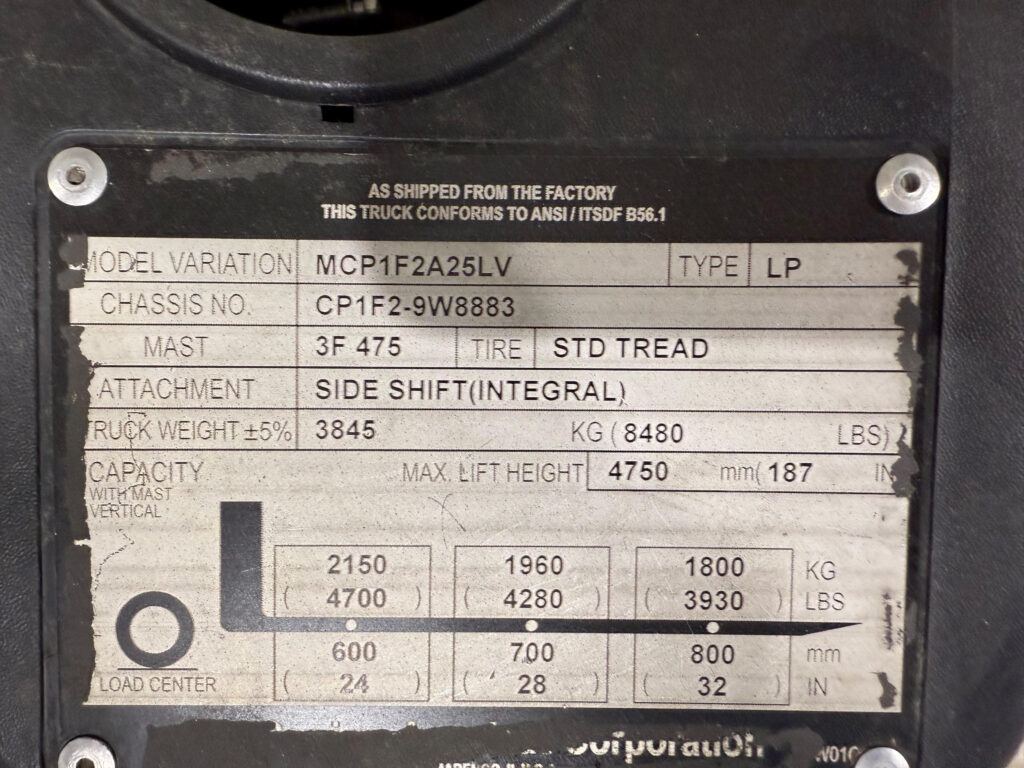 AS SHIPPED FROM THE FACTORY
THIS TRUCK CONFORMS TO ANSI / ITSDF B56.1
MODEL VARIATION MCP1F2A25LV TYPE LP
CHASSIS NO. CP1F2-9W8883
MAST 3F 475 TIRE STD TREAD
ATTACHMENT SIDE SHIFT(INTEGRAL)
TRUCK WEIGHT ±5% 3845 KG ( 8480 LBS)
CAPACITY MAX. LIFT HEIGHT 4750 mm( 187 IN
WITH MAST
VERTICAL
2150 1960 1800 KG
( 4700 ) ( 4280 ) ( 3930 ) LBS
600 700 800 mm
LOAD CENTER ( 24 ) ( 28 ) ( 32 ) IN
Corporation